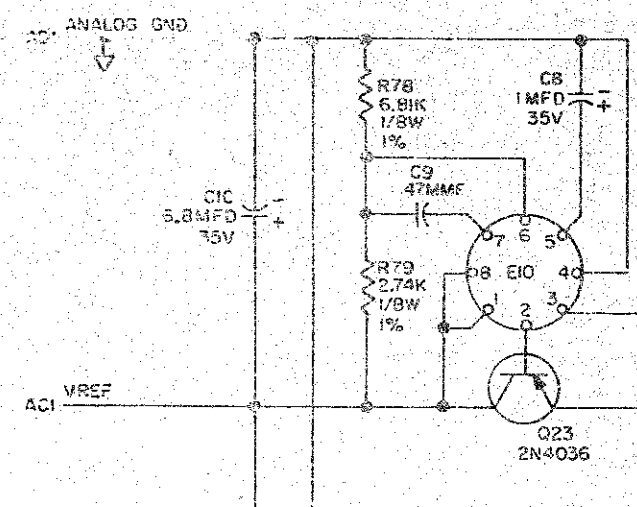 ANALOG GND
R78
6.81K
1/8W
1%
C8
1MFD
35V
-
+
C9
47MMF
C10
6.8MFD
35V
-
+
7
6
5
8
E10
4
1
2
3
R79
2.74K
1/8W
1%
AC1
VREF
Q23
2N4036